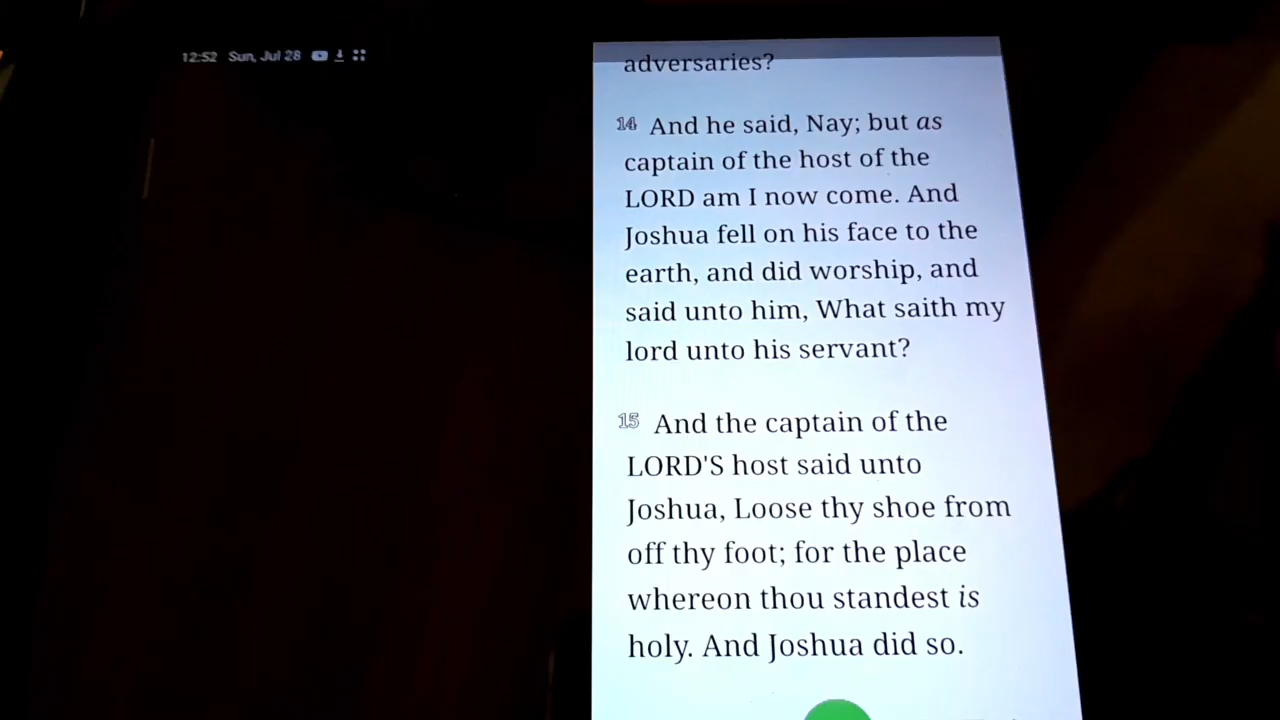 12:52 Sun, Jul 28
adversaries?
14 And he said, Nay; but as
captain of the host of the
LORD am I now come. And
Joshua fell on his face to the
earth, and did worship, and
said unto him, What saith my
lord unto his servant?
15 And the captain of the
LORD'S host said unto
Joshua, Loose thy shoe from
off thy foot; for the place
whereon thou standest is
holy. And Joshua did so.